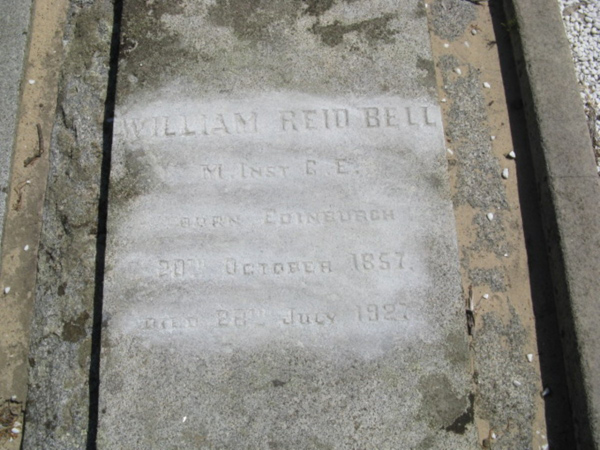 WILLIAM REID BELL
M. INST C. E.
BORN EDINBURGH
20TH OCTOBER 1857.
DIED 28TH JULY 1927